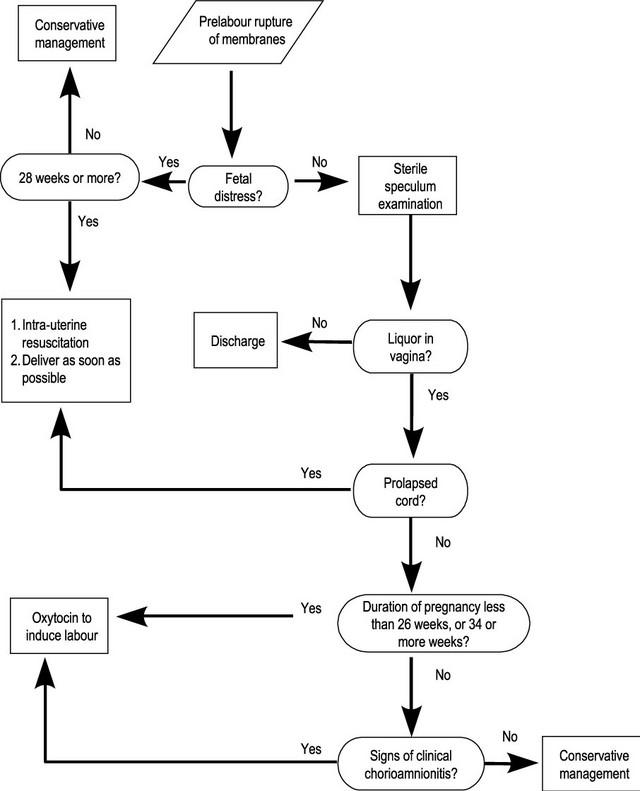 Prelabour rupture
of membranes
Conservative
management
No
28 weeks or more?
Yes
Fetal
distress?
No
Sterile
speculum
examination
Yes
1. Intra-uterine
resuscitation
2. Deliver as soon as
possible
Discharge
No
Liquor in
vagina?
Yes
Yes
Prolapsed
cord?
No
Oxytocin to
induce labour
Yes
Duration of pregnancy less
than 26 weeks, or 34 or
more weeks?
No
Yes
Signs of clinical
chorioamnionitis?
No
Conservative
management